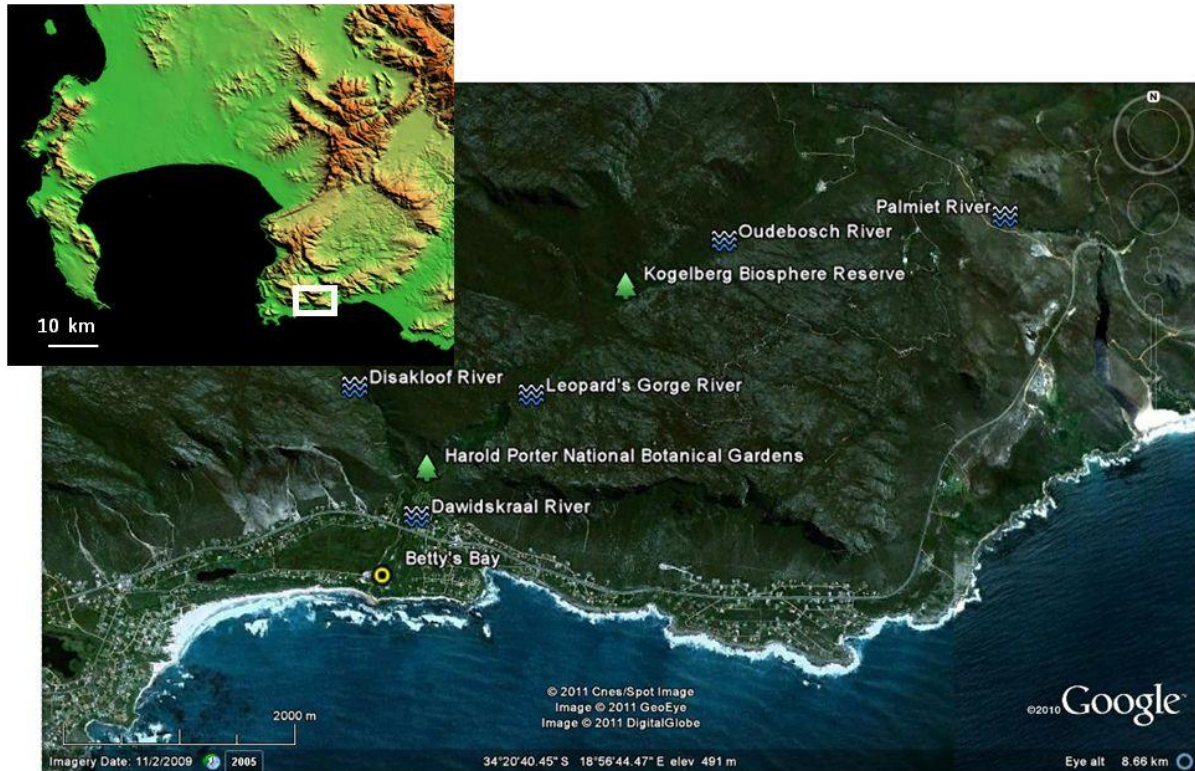 10 km
N
Palmiet River
Oudebosch River
Kogelberg Biosphere Reserve
Disakloof River
Leopard's Gorge River
Harold Porter National Botanical Gardens
Dawidskraal River
Betty's Bay
2000 m
© 2011 Cnes/Spot Image
Image © 2011 GeoEye
Image © 2011 DigitalGlobe
©2010 Google™
Imagery Date: 11/2/2009 2005 34°20'40.45" S 18°56'44.47" E elev 491 m Eye alt 8.66 km